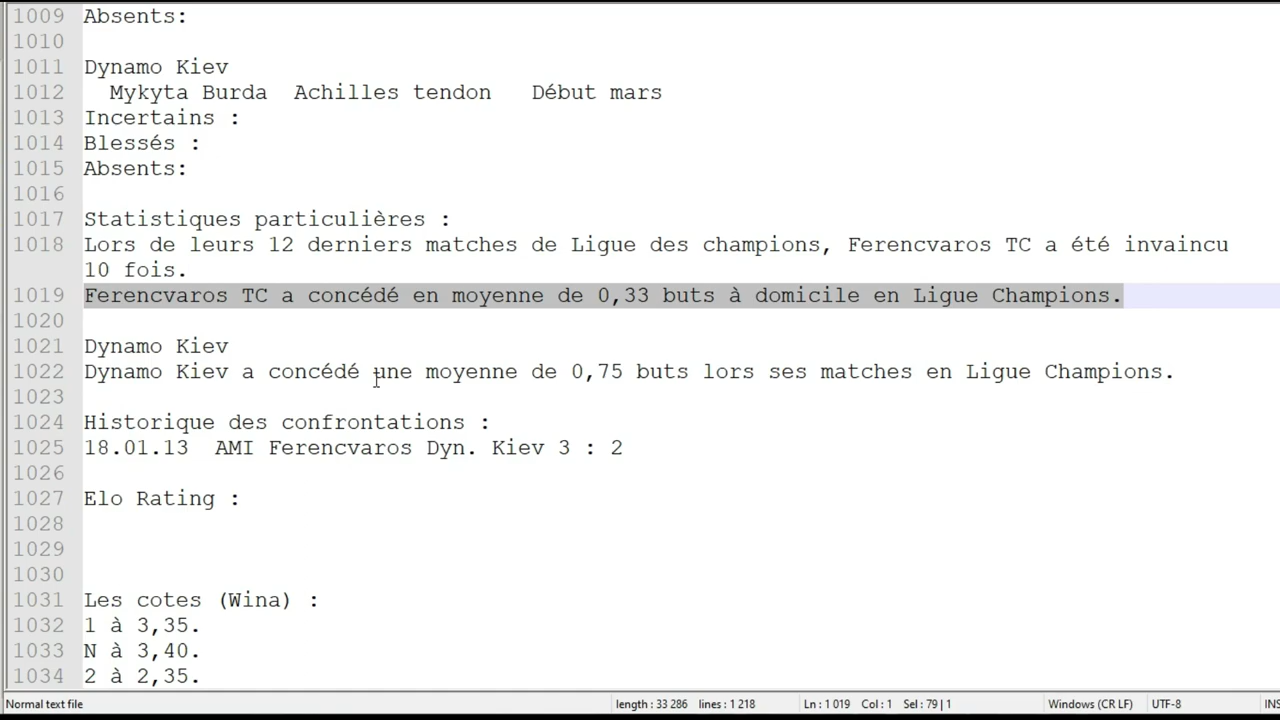 1009 Absents:
1010
1011 Dynamo Kiev
1012 Mykyta Burda Achilles tendon Début mars
1013 Incertains :
1014 Blessés :
1015 Absents:
1016
1017 Statistiques particulières :
1018 Lors de leurs 12 derniers matches de Ligue des champions, Ferencvaros TC a été invaincu
10 fois.
1019 Ferencvaros TC a concédé en moyenne de 0,33 buts à domicile en Ligue Champions.
1020
1021 Dynamo Kiev
1022 Dynamo Kiev a concédé une moyenne de 0,75 buts lors ses matches en Ligue Champions.
1023
1024 Historique des confrontations :
1025 18.01.13 AMI Ferencvaros Dyn. Kiev 3 : 2
1026
1027 Elo Rating :
1028
1029
1030
1031 Les cotes (Wina) :
1032 1 à 3,35.
1033 N à 3,40.
1034 2 à 2,35.
Normal text file length : 33 286 lines : 1 218 Ln : 1 019 Col : 1 Sel : 79 | 1 Windows (CR LF) UTF-8 INS